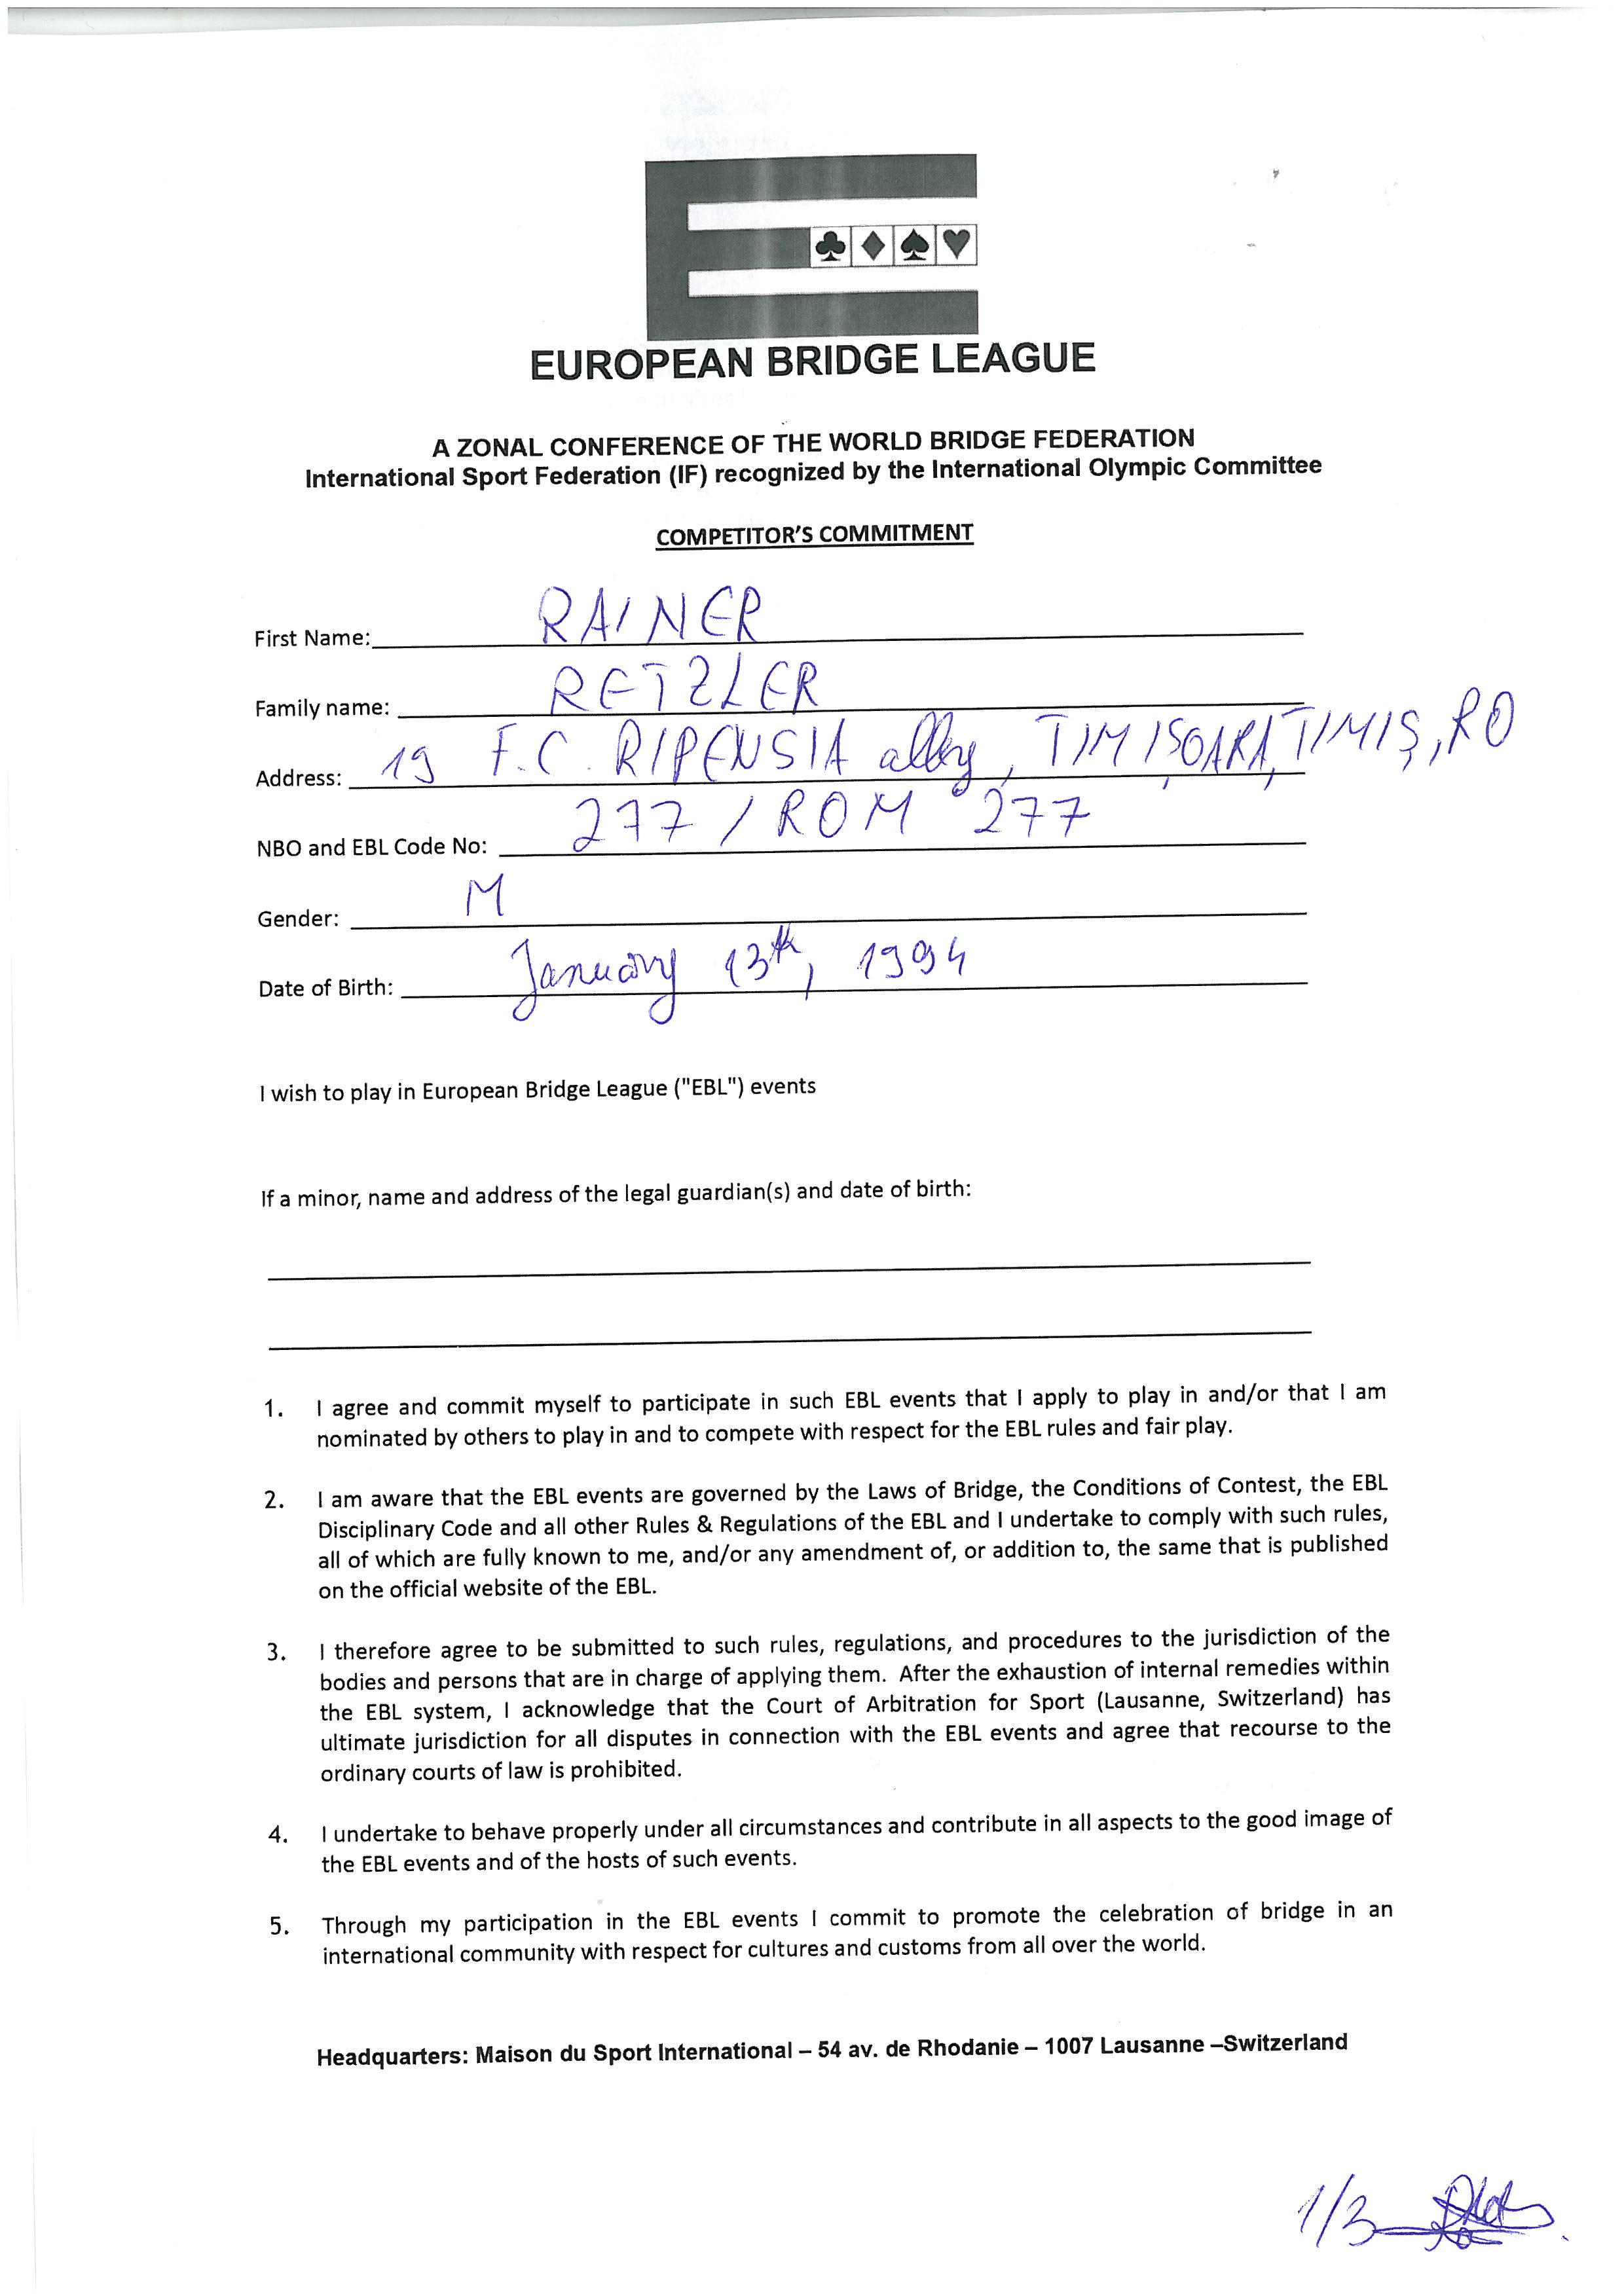 EUROPEAN BRIDGE LEAGUE
A ZONAL CONFERENCE OF THE WORLD BRIDGE FEDERATION
International Sport Federation (IF) recognized by the International Olympic Committee
COMPETITOR'S COMMITMENT
First Name: RAINER
Family name: RETZLER
Address: 19 F.C. RIPENSIA alley, TIMIȘOARA, TIMIȘ, RO
NBO and EBL Code No: 277 / ROM 277
Gender: M
Date of Birth: January 13th, 1994
I wish to play in European Bridge League ("EBL") events
If a minor, name and address of the legal guardian(s) and date of birth:
1. I agree and commit myself to participate in such EBL events that I apply to play in and/or that I am
nominated by others to play in and to compete with respect for the EBL rules and fair play.
2. I am aware that the EBL events are governed by the Laws of Bridge, the Conditions of Contest, the EBL
Disciplinary Code and all other Rules & Regulations of the EBL and I undertake to comply with such rules,
all of which are fully known to me, and/or any amendment of, or addition to, the same that is published
on the official website of the EBL.
3. I therefore agree to be submitted to such rules, regulations, and procedures to the jurisdiction of the
bodies and persons that are in charge of applying them. After the exhaustion of internal remedies within
the EBL system, I acknowledge that the Court of Arbitration for Sport (Lausanne, Switzerland) has
ultimate jurisdiction for all disputes in connection with the EBL events and agree that recourse to the
ordinary courts of law is prohibited.
4. I undertake to behave properly under all circumstances and contribute in all aspects to the good image of
the EBL events and of the hosts of such events.
5. Through my participation in the EBL events I commit to promote the celebration of bridge in an
international community with respect for cultures and customs from all over the world.
Headquarters: Maison du Sport International – 54 av. de Rhodanie – 1007 Lausanne –Switzerland
1/3